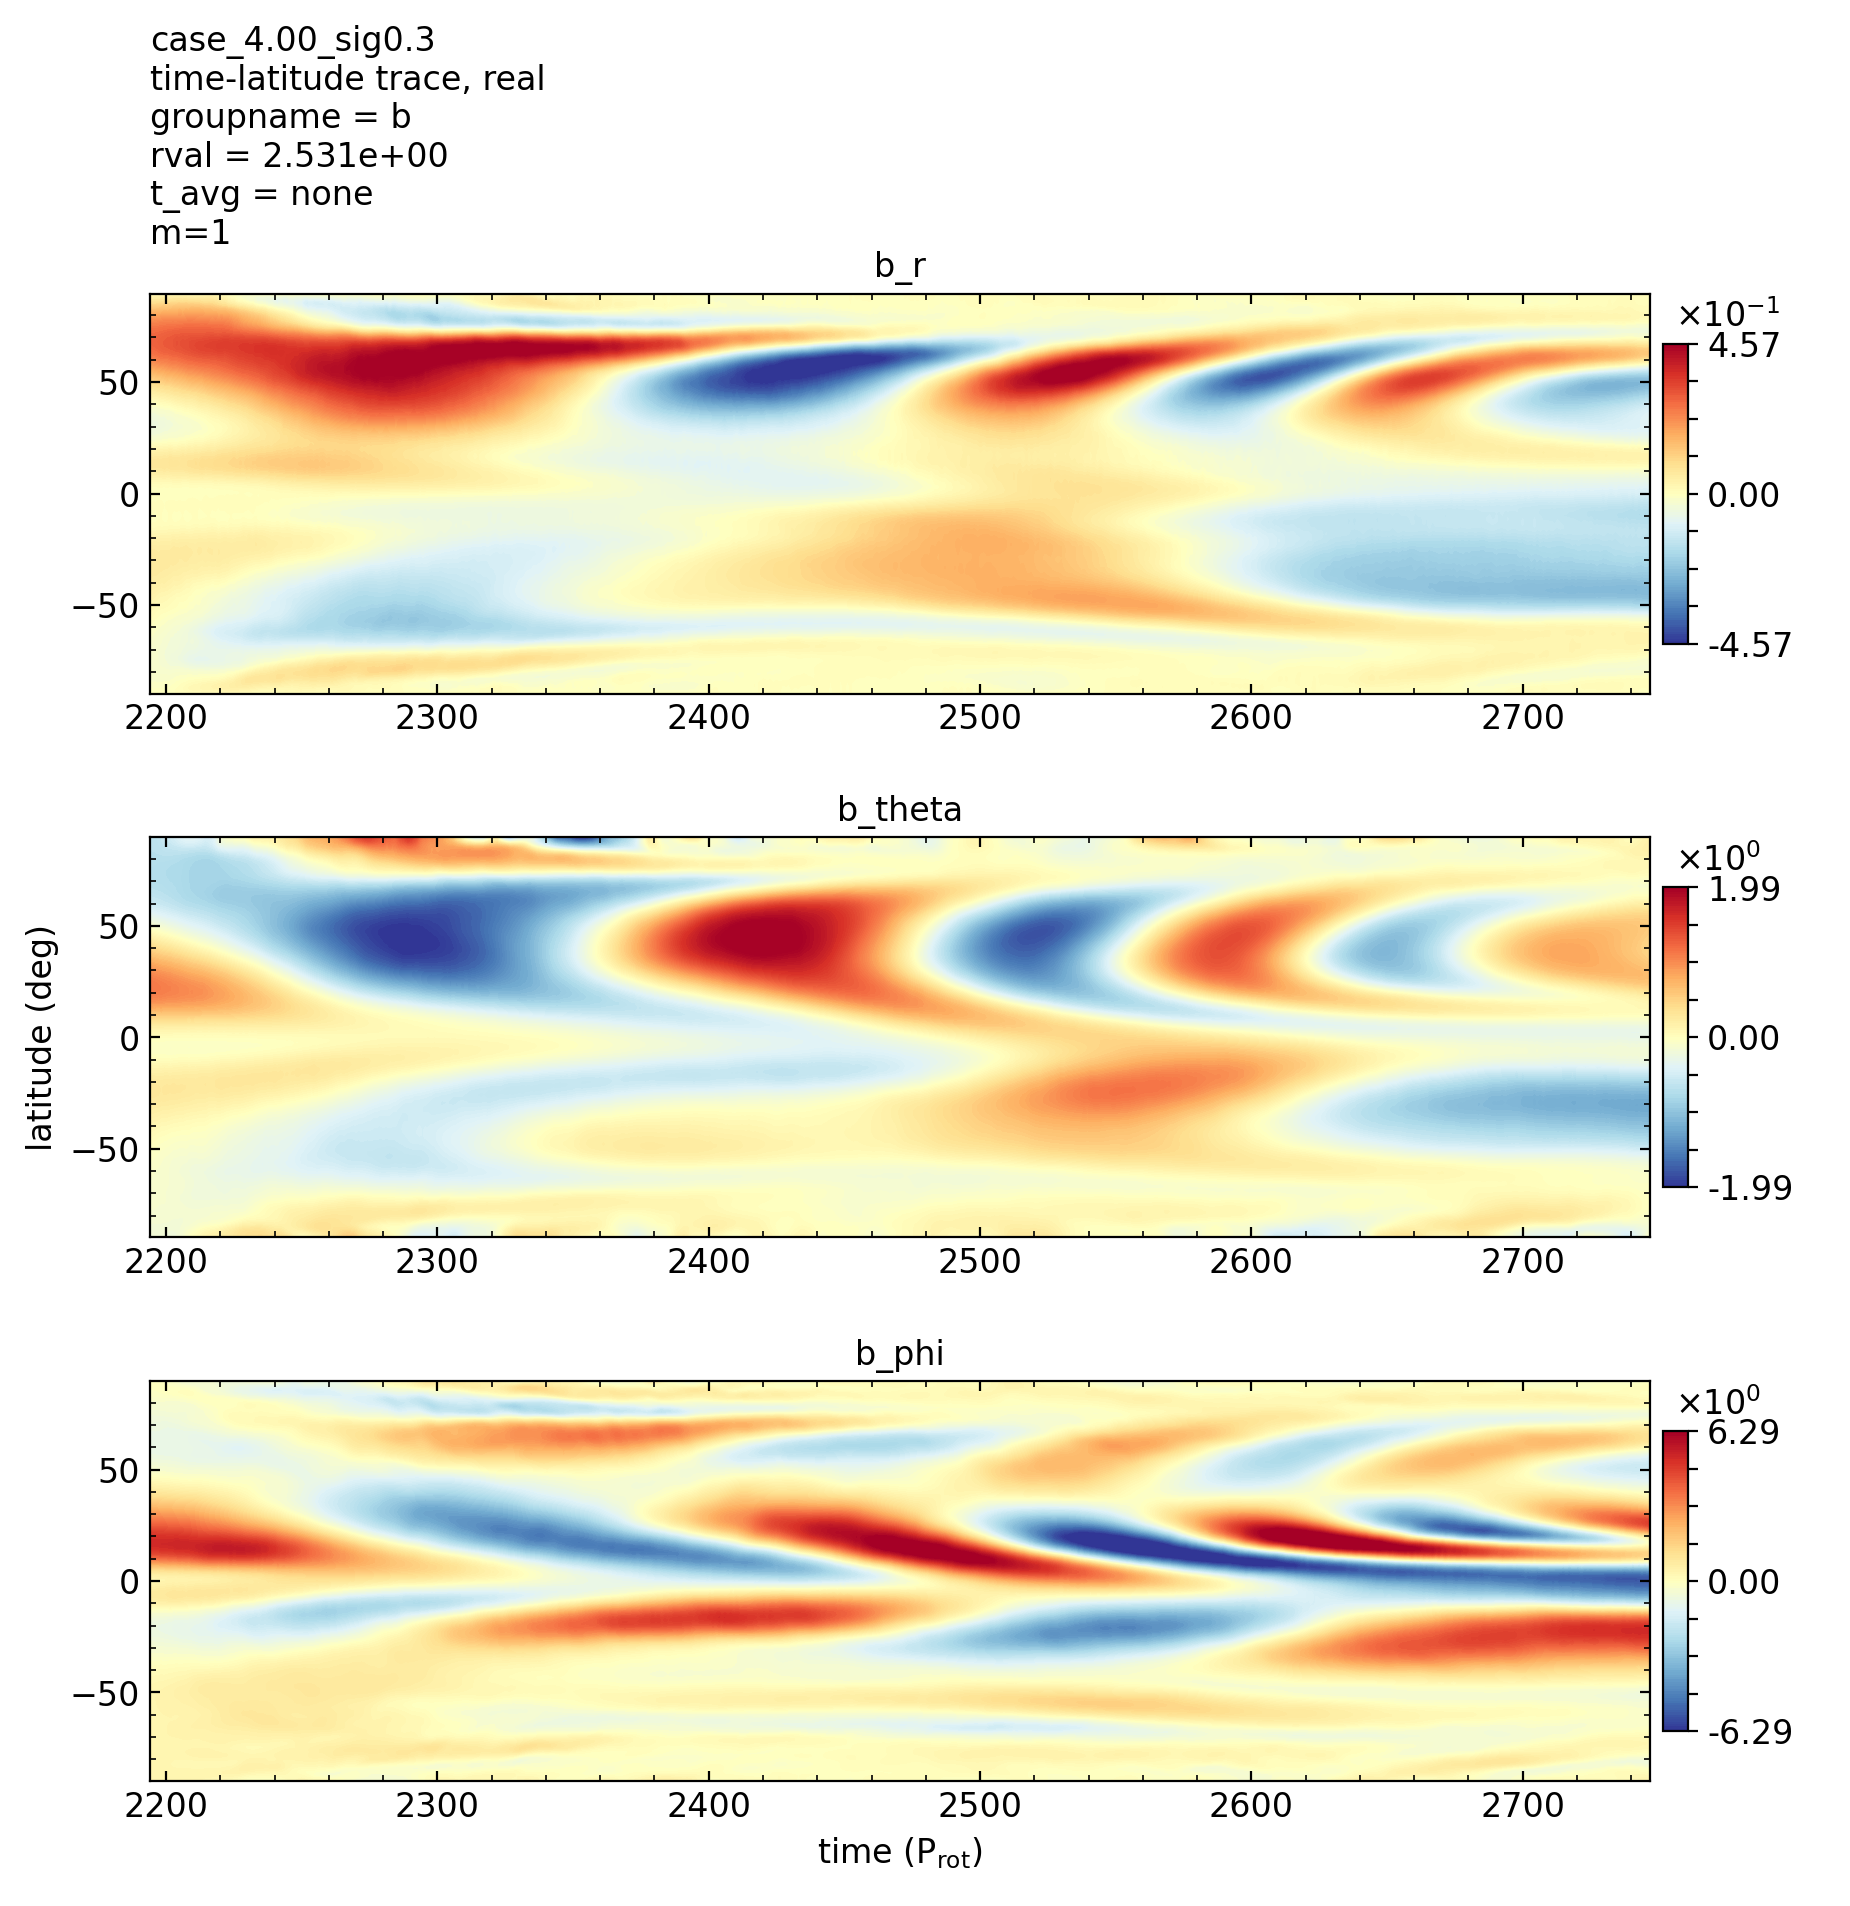 case_4.00_sig0.3
time-latitude trace, real
groupname = b
rval = 2.531e+00
t_avg = none
m=1
b_r
×10⁻¹
4.57
0.00
-4.57
50
0
−50
2200 2300 2400 2500 2600 2700
b_theta
×10⁰
1.99
0.00
-1.99
50
0
−50
latitude (deg)
2200 2300 2400 2500 2600 2700
b_phi
×10⁰
6.29
0.00
-6.29
50
0
−50
2200 2300 2400 2500 2600 2700
time (P_rot)